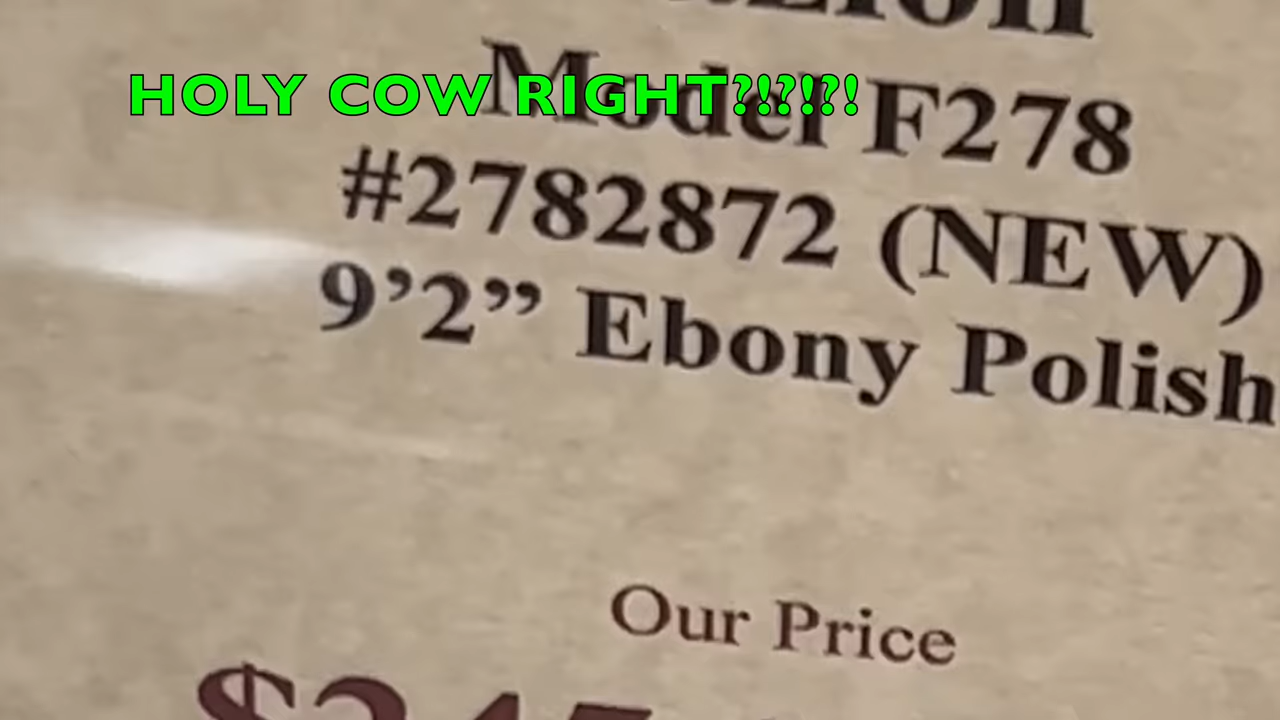 HOLY COW RIGHT?!?!?!
Model F278
#2782872 (NEW)
9’2” Ebony Polish
Our Price